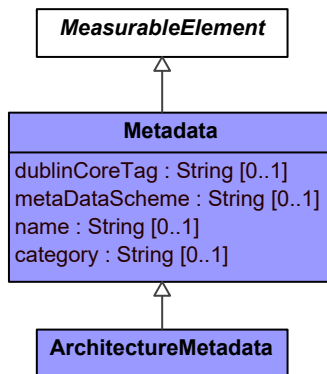 MeasurableElement
Metadata
dublinCoreTag : String [0..1]
metaDataScheme : String [0..1]
name : String [0..1]
category : String [0..1]
ArchitectureMetadata